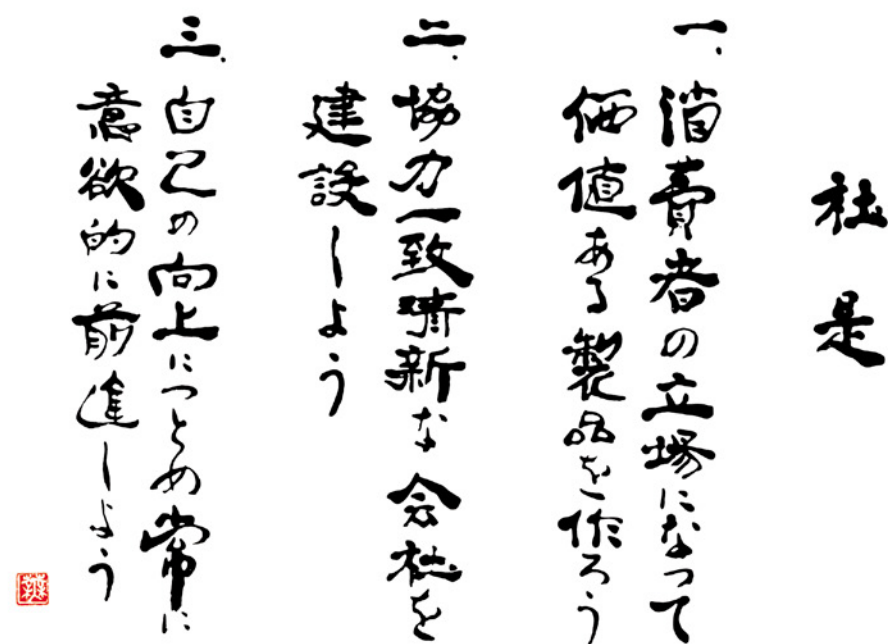 社是
一、消費者の立場になって
価値ある製品を作ろう
二、協力一致斬新な会社を
建設しよう
三、自己の向上につとめ常に
意欲的に前進しよう